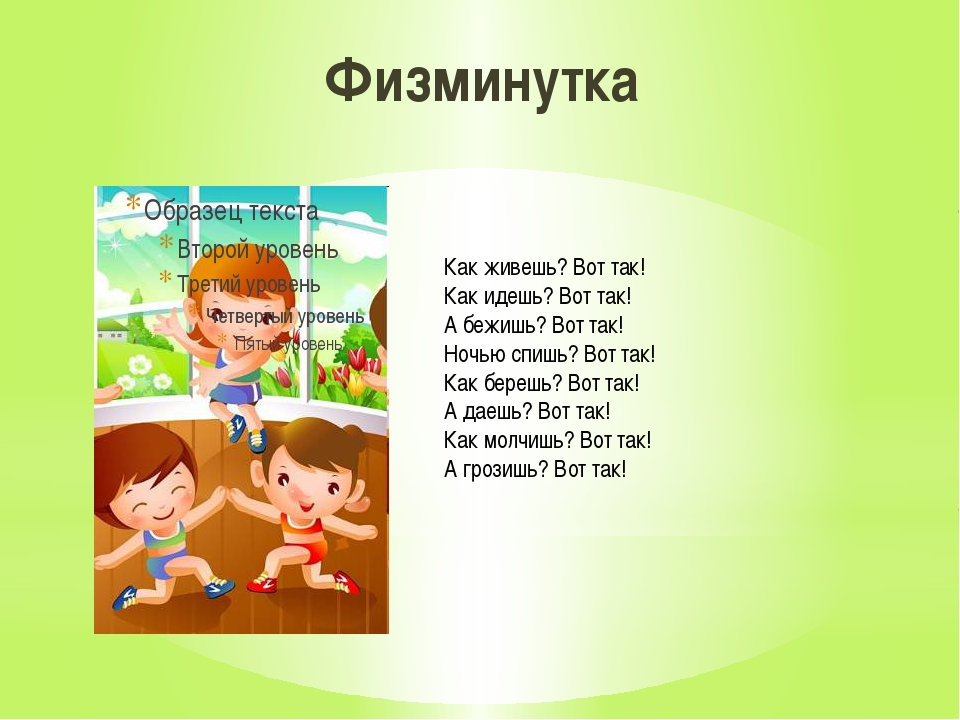 Физминутка
* Образец текста
* Второй уровень
* Третий уровень
* Четвертый уровень
* Пятый уровень
Как живешь? Вот так!
Как идешь? Вот так!
А бежишь? Вот так!
Ночью спишь? Вот так!
Как берешь? Вот так!
А даешь? Вот так!
Как молчишь? Вот так!
А грозишь? Вот так!